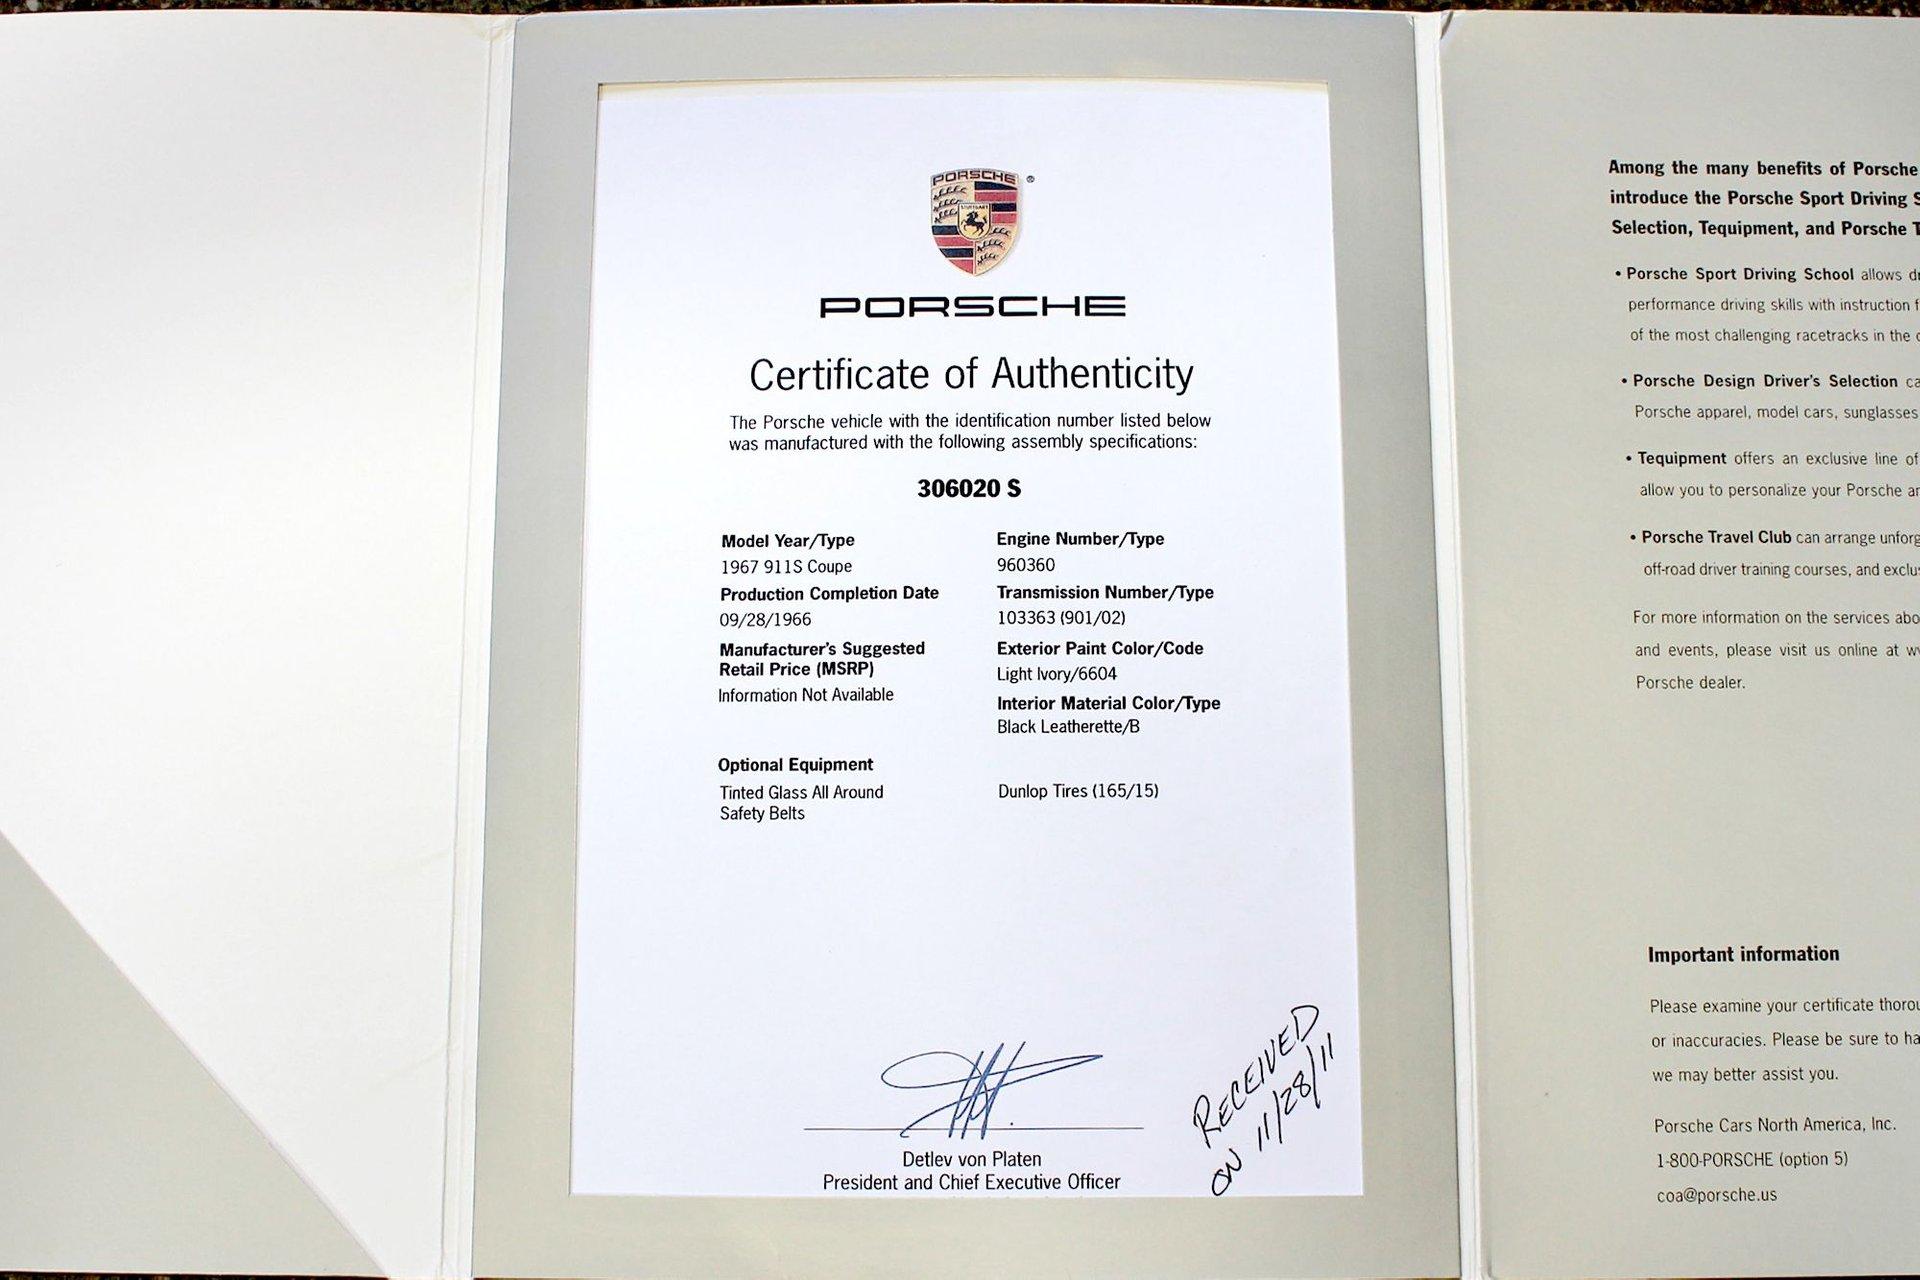 PORSCHE
STUTTGART
PORSCHE
Certificate of Authenticity
The Porsche vehicle with the identification number listed below
was manufactured with the following assembly specifications:
306020 S
Model Year/Type
1967 911S Coupe
Production Completion Date
09/28/1966
Manufacturer's Suggested
Retail Price (MSRP)
Information Not Available
Engine Number/Type
960360
Transmission Number/Type
103363 (901/02)
Exterior Paint Color/Code
Light Ivory/6604
Interior Material Color/Type
Black Leatherette/B
Optional Equipment
Tinted Glass All Around
Safety Belts
Dunlop Tires (165/15)
Detlev von Platen
President and Chief Executive Officer
RECEIVED
ON 11/28/11
Among the many benefits of Porsche
introduce the Porsche Sport Driving S
Selection, Tequipment, and Porsche T
• Porsche Sport Driving School allows dr
performance driving skills with instruction f
of the most challenging racetracks in the c
• Porsche Design Driver's Selection ca
Porsche apparel, model cars, sunglasses
• Tequipment offers an exclusive line of
allow you to personalize your Porsche an
• Porsche Travel Club can arrange unforg
off-road driver training courses, and exclus
For more information on the services abo
and events, please visit us online at w
Porsche dealer.
Important information
Please examine your certificate thorou
or inaccuracies. Please be sure to ha
we may better assist you.
Porsche Cars North America, Inc.
1-800-PORSCHE (option 5)
coa@porsche.us